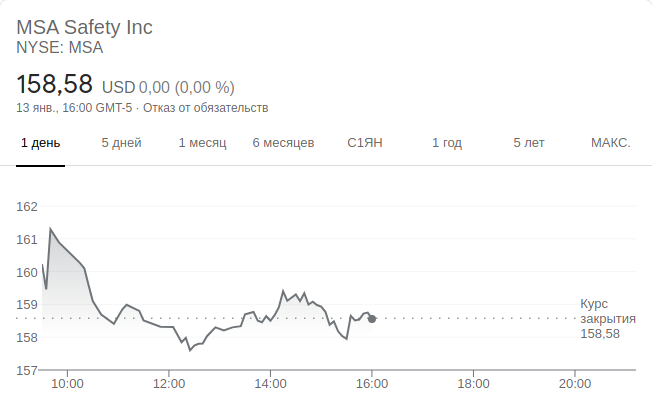 MSA Safety Inc
NYSE: MSA
158,58 USD 0,00 (0,00 %)
13 янв., 16:00 GMT-5 · Отказ от обязательств
1 день 5 дней 1 месяц 6 месяцев С1ЯН 1 год 5 лет МАКС.
162
161
160
159
158
157
Курс
закрытия
158,58
10:00 12:00 14:00 16:00 18:00 20:00